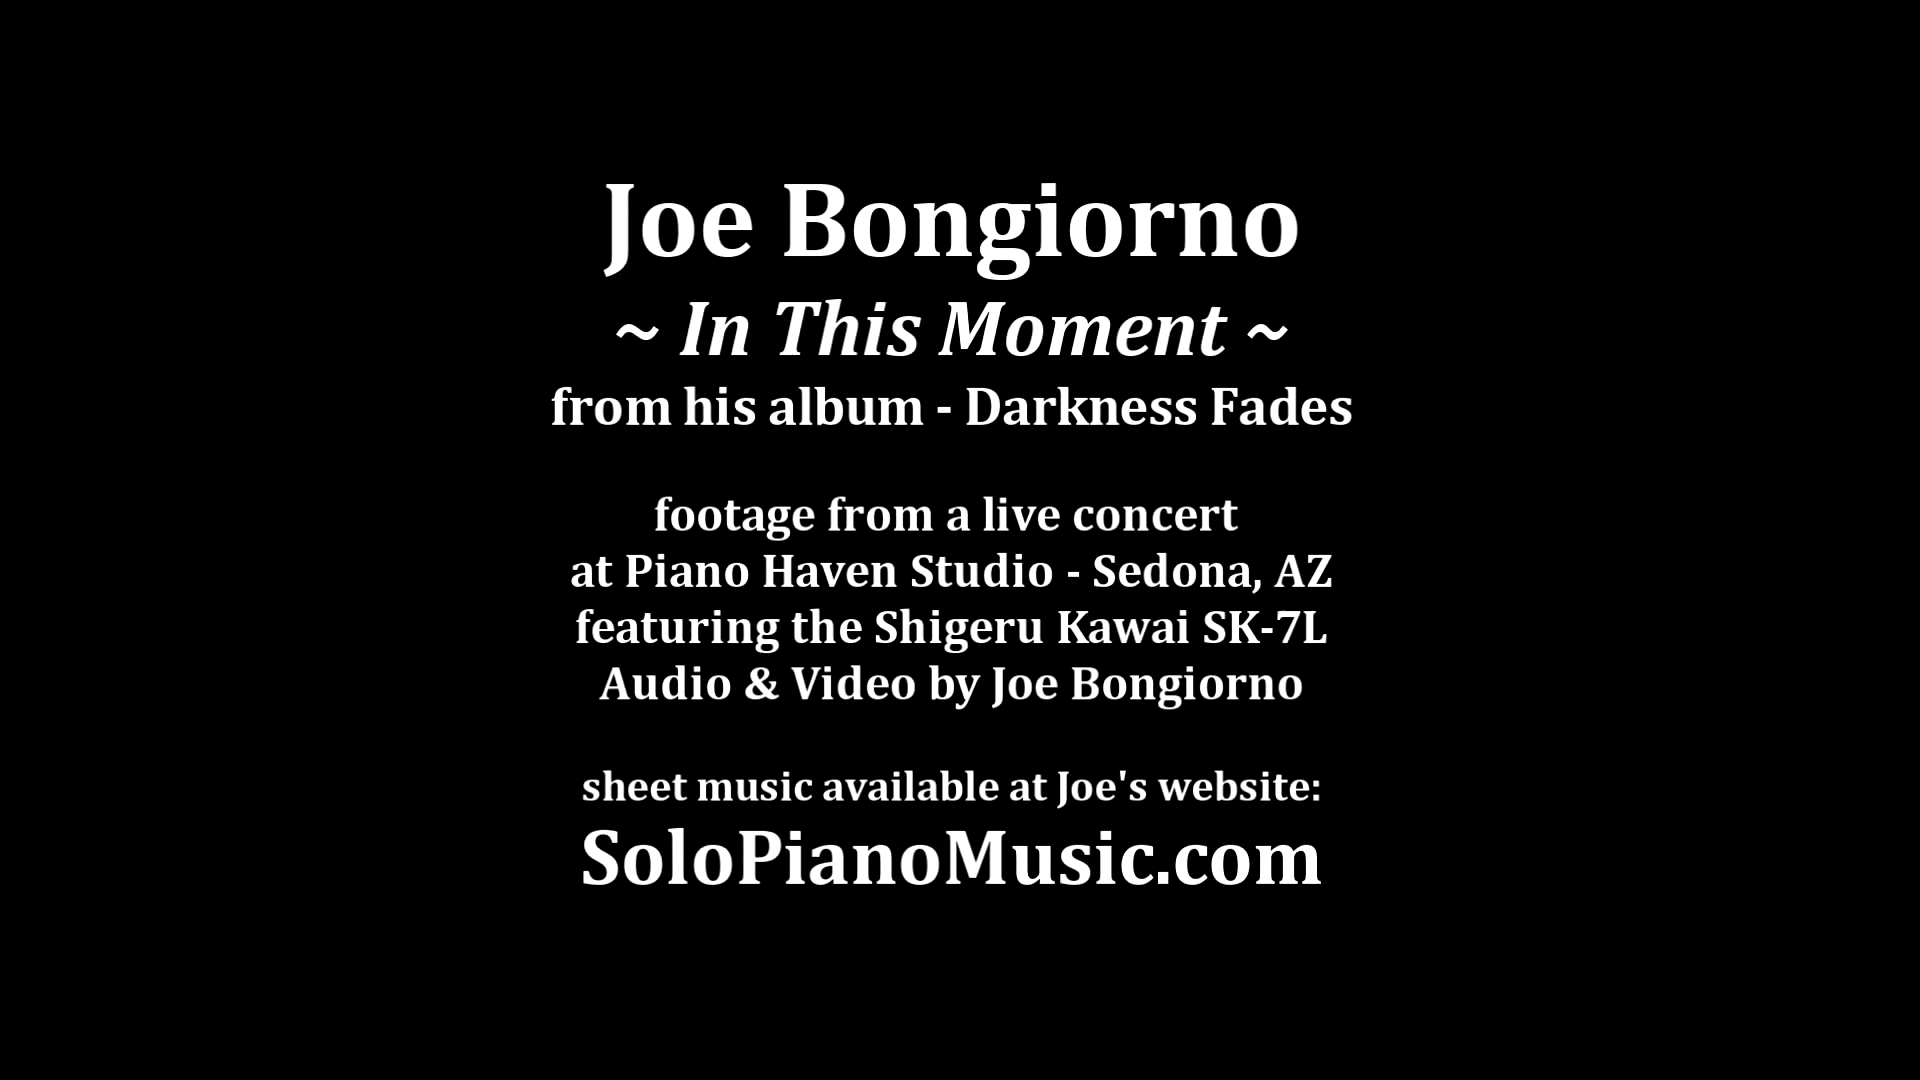 Joe Bongiorno
~ In This Moment ~
from his album - Darkness Fades
footage from a live concert
at Piano Haven Studio - Sedona, AZ
featuring the Shigeru Kawai SK-7L
Audio & Video by Joe Bongiorno
sheet music available at Joe's website:
SoloPianoMusic.com